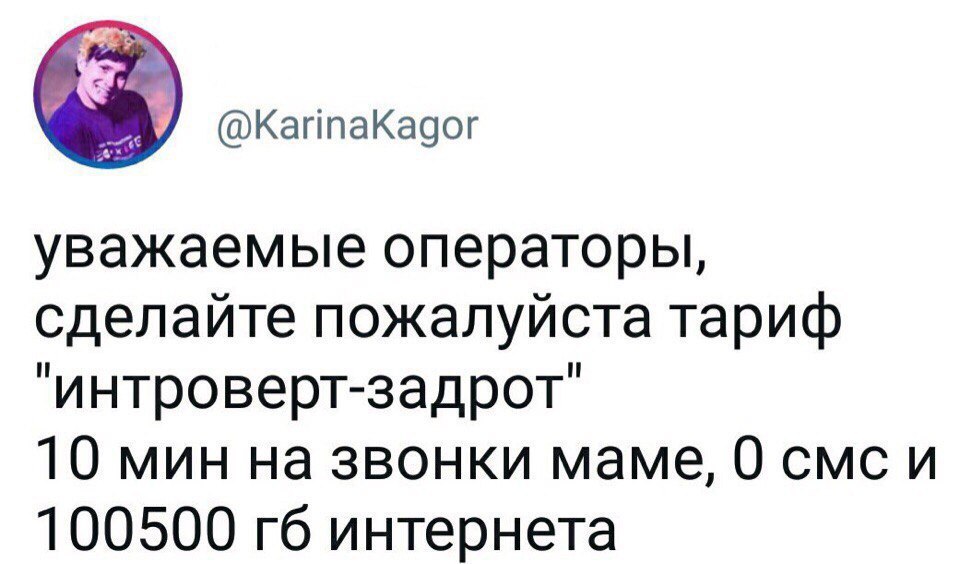 @KarinaKagor
уважаемые операторы,
сделайте пожалуйста тариф
"интроверт-задрот"
10 мин на звонки маме, 0 смс и
100500 гб интернета